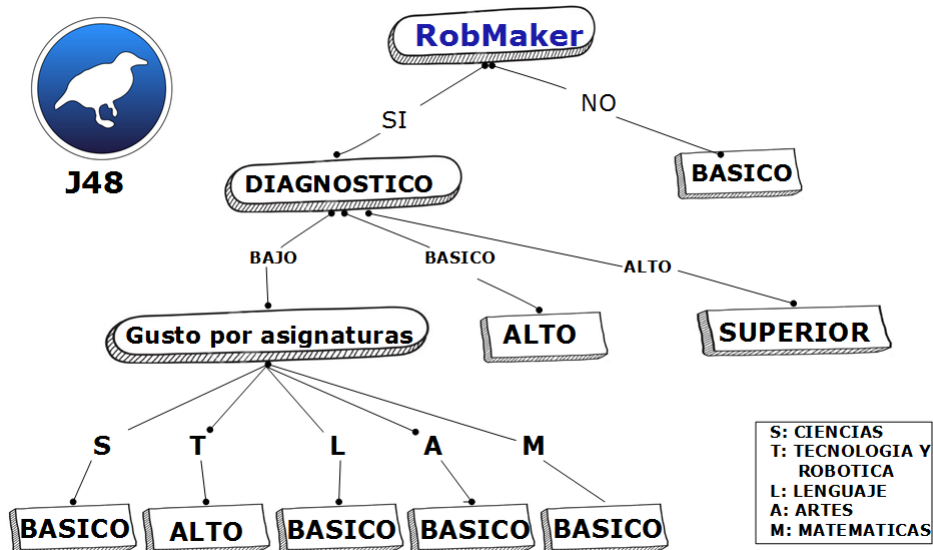 RobMaker
SI
NO
J48
DIAGNOSTICO
BASICO
BAJO
BASICO
ALTO
Gusto por asignaturas
ALTO
SUPERIOR
S
T
L
A
M
BASICO
ALTO
BASICO
BASICO
BASICO
S: CIENCIAS
T: TECNOLOGIA Y
ROBOTICA
L: LENGUAJE
A: ARTES
M: MATEMATICAS